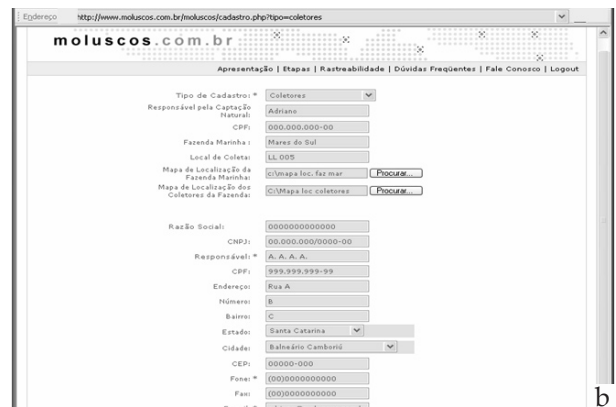 Endereço http://www.moluscos.com.br/moluscos/cadastro.php?tipo=coletores
moluscos.com.br
Apresentação | Etapas | Rastreabilidade | Dúvidas Freqüentes | Fale Conosco | Logout
Tipo de Cadastro: * Coletores
Responsável pela Captação Natural: Adriano
CPF: 000.000.000-00
Fazenda Marinha : Mares do Sul
Local de Coleta: LL 005
Mapa de Localização da Fazenda Marinha: c:\mapa loc. faz mar Procurar...
Mapa de Localização dos Coletores da Fazenda: C:\Mapa loc coletores Procurar...
Razão Social: 0000000000000
CNPJ: 00.000.000/0000-00
Responsável: * A. A. A. A.
CPF: 999.999.999-99
Endereço: Rua A
Número: B
Bairro: C
Estado: Santa Catarina
Cidade: Balneário Camboriú
CEP: 00000-000
Fone: * (00)0000000000
Fax: (00)0000000000
b